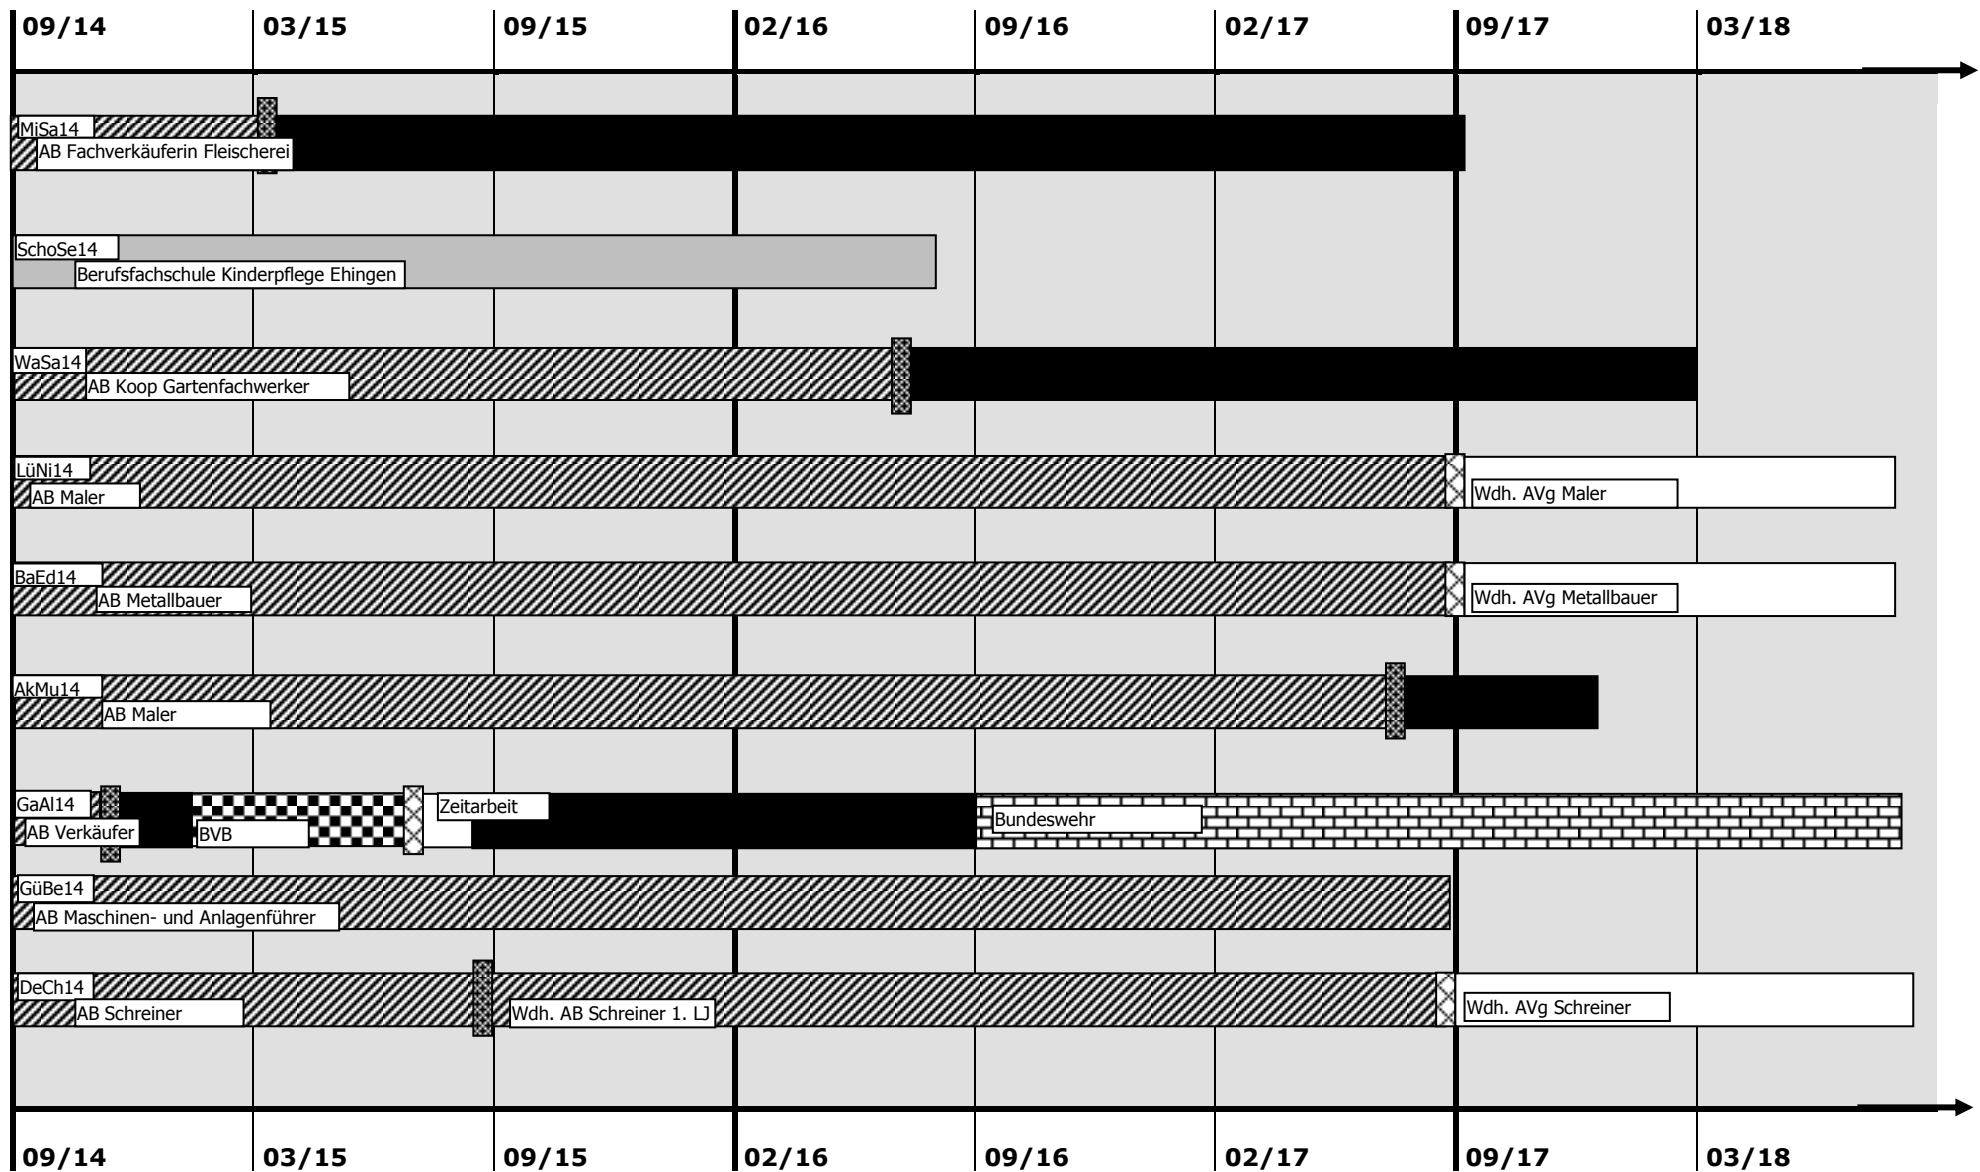 09/14 03/15 09/15 02/16 09/16 02/17 09/17 03/18
MiSa14
AB Fachverkäuferin Fleischerei
SchoSe14
Berufsfachschule Kinderpflege Ehingen
WaSa14
AB Koop Gartenfachwerker
LüNi14
AB Maler
Wdh. AVg Maler
BaEd14
AB Metallbauer
Wdh. AVg Metallbauer
AkMu14
AB Maler
GaAl14
Zeitarbeit
AB Verkäufer
BVB
Bundeswehr
GüBe14
AB Maschinen- und Anlagenführer
DeCh14
AB Schreiner
Wdh. AB Schreiner 1. LJ
Wdh. AVg Schreiner
09/14 03/15 09/15 02/16 09/16 02/17 09/17 03/18